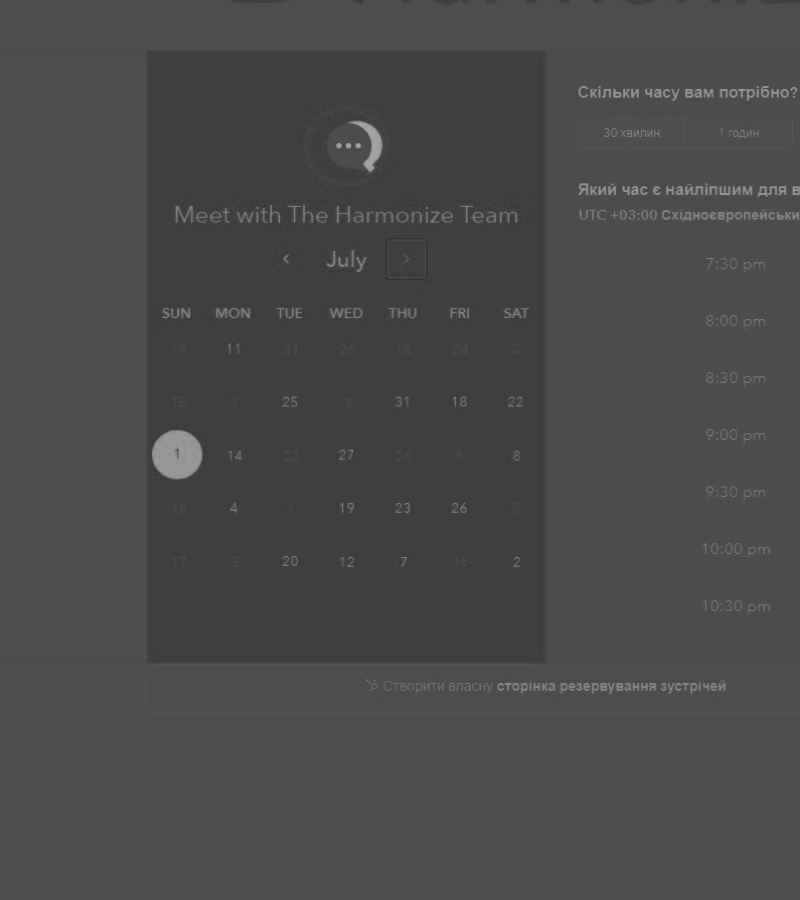 Meet with The Harmonize Team
July
SUN MON TUE WED THU FRI SAT
19 11 31 26 18 24 2
15 1 25 3 31 18 22
1 14 22 27 26 6 8
10 4 1 19 23 26 8
17 3 20 12 7 16 2
Скільки часу вам потрібно?
30 хвилин 1 годин
Який час є найліпшим для
UTC +03:00
7:30 pm
8:00 pm
8:30 pm
9:00 pm
9:30 pm
10:00 pm
10:30 pm
Створити власну сторінка резервування зустрічей